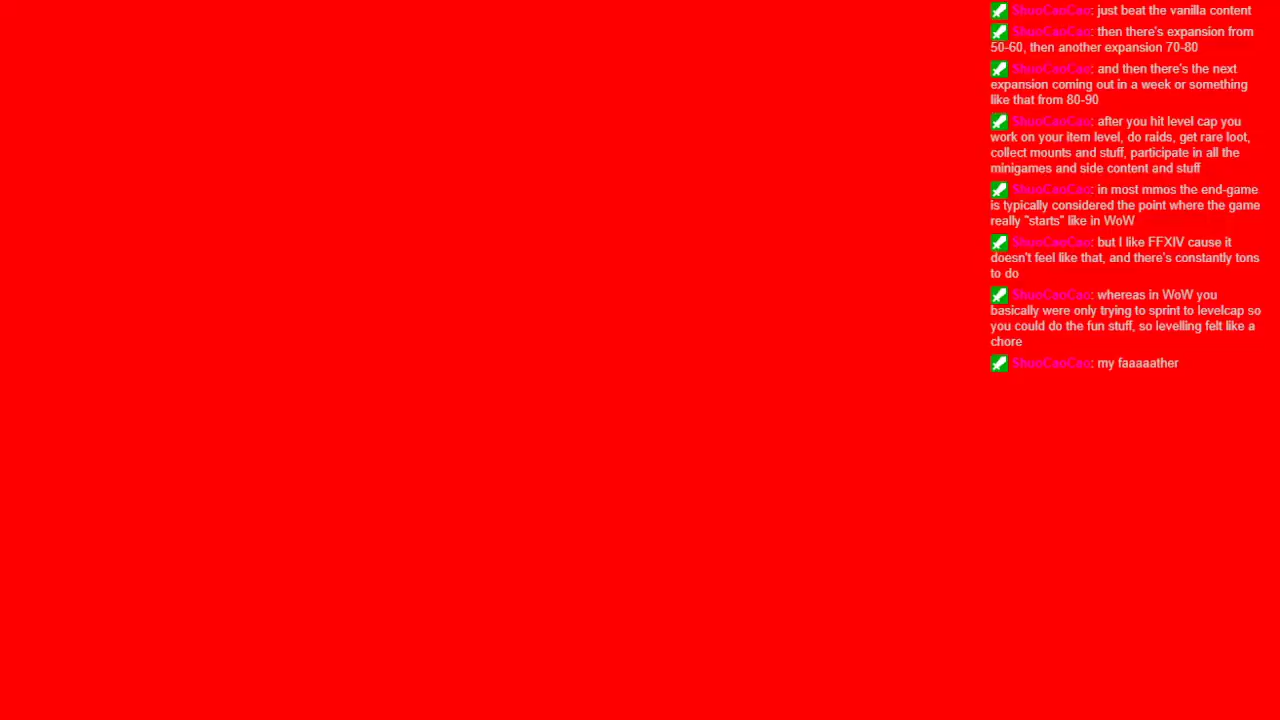 ShuoCaoCao: just beat the vanilla content
ShuoCaoCao: then there's expansion from
50-60, then another expansion 70-80
ShuoCaoCao: and then there's the next
expansion coming out in a week or something
like that from 80-90
ShuoCaoCao: after you hit level cap you
work on your item level, do raids, get rare loot,
collect mounts and stuff, participate in all the
minigames and side content and stuff
ShuoCaoCao: in most mmos the end-game
is typically considered the point where the game
really "starts" like in WoW
ShuoCaoCao: but I like FFXIV cause it
doesn't feel like that, and there's constantly tons
to do
ShuoCaoCao: whereas in WoW you
basically were only trying to sprint to levelcap so
you could do the fun stuff, so levelling felt like a
chore
ShuoCaoCao: my faaaaather